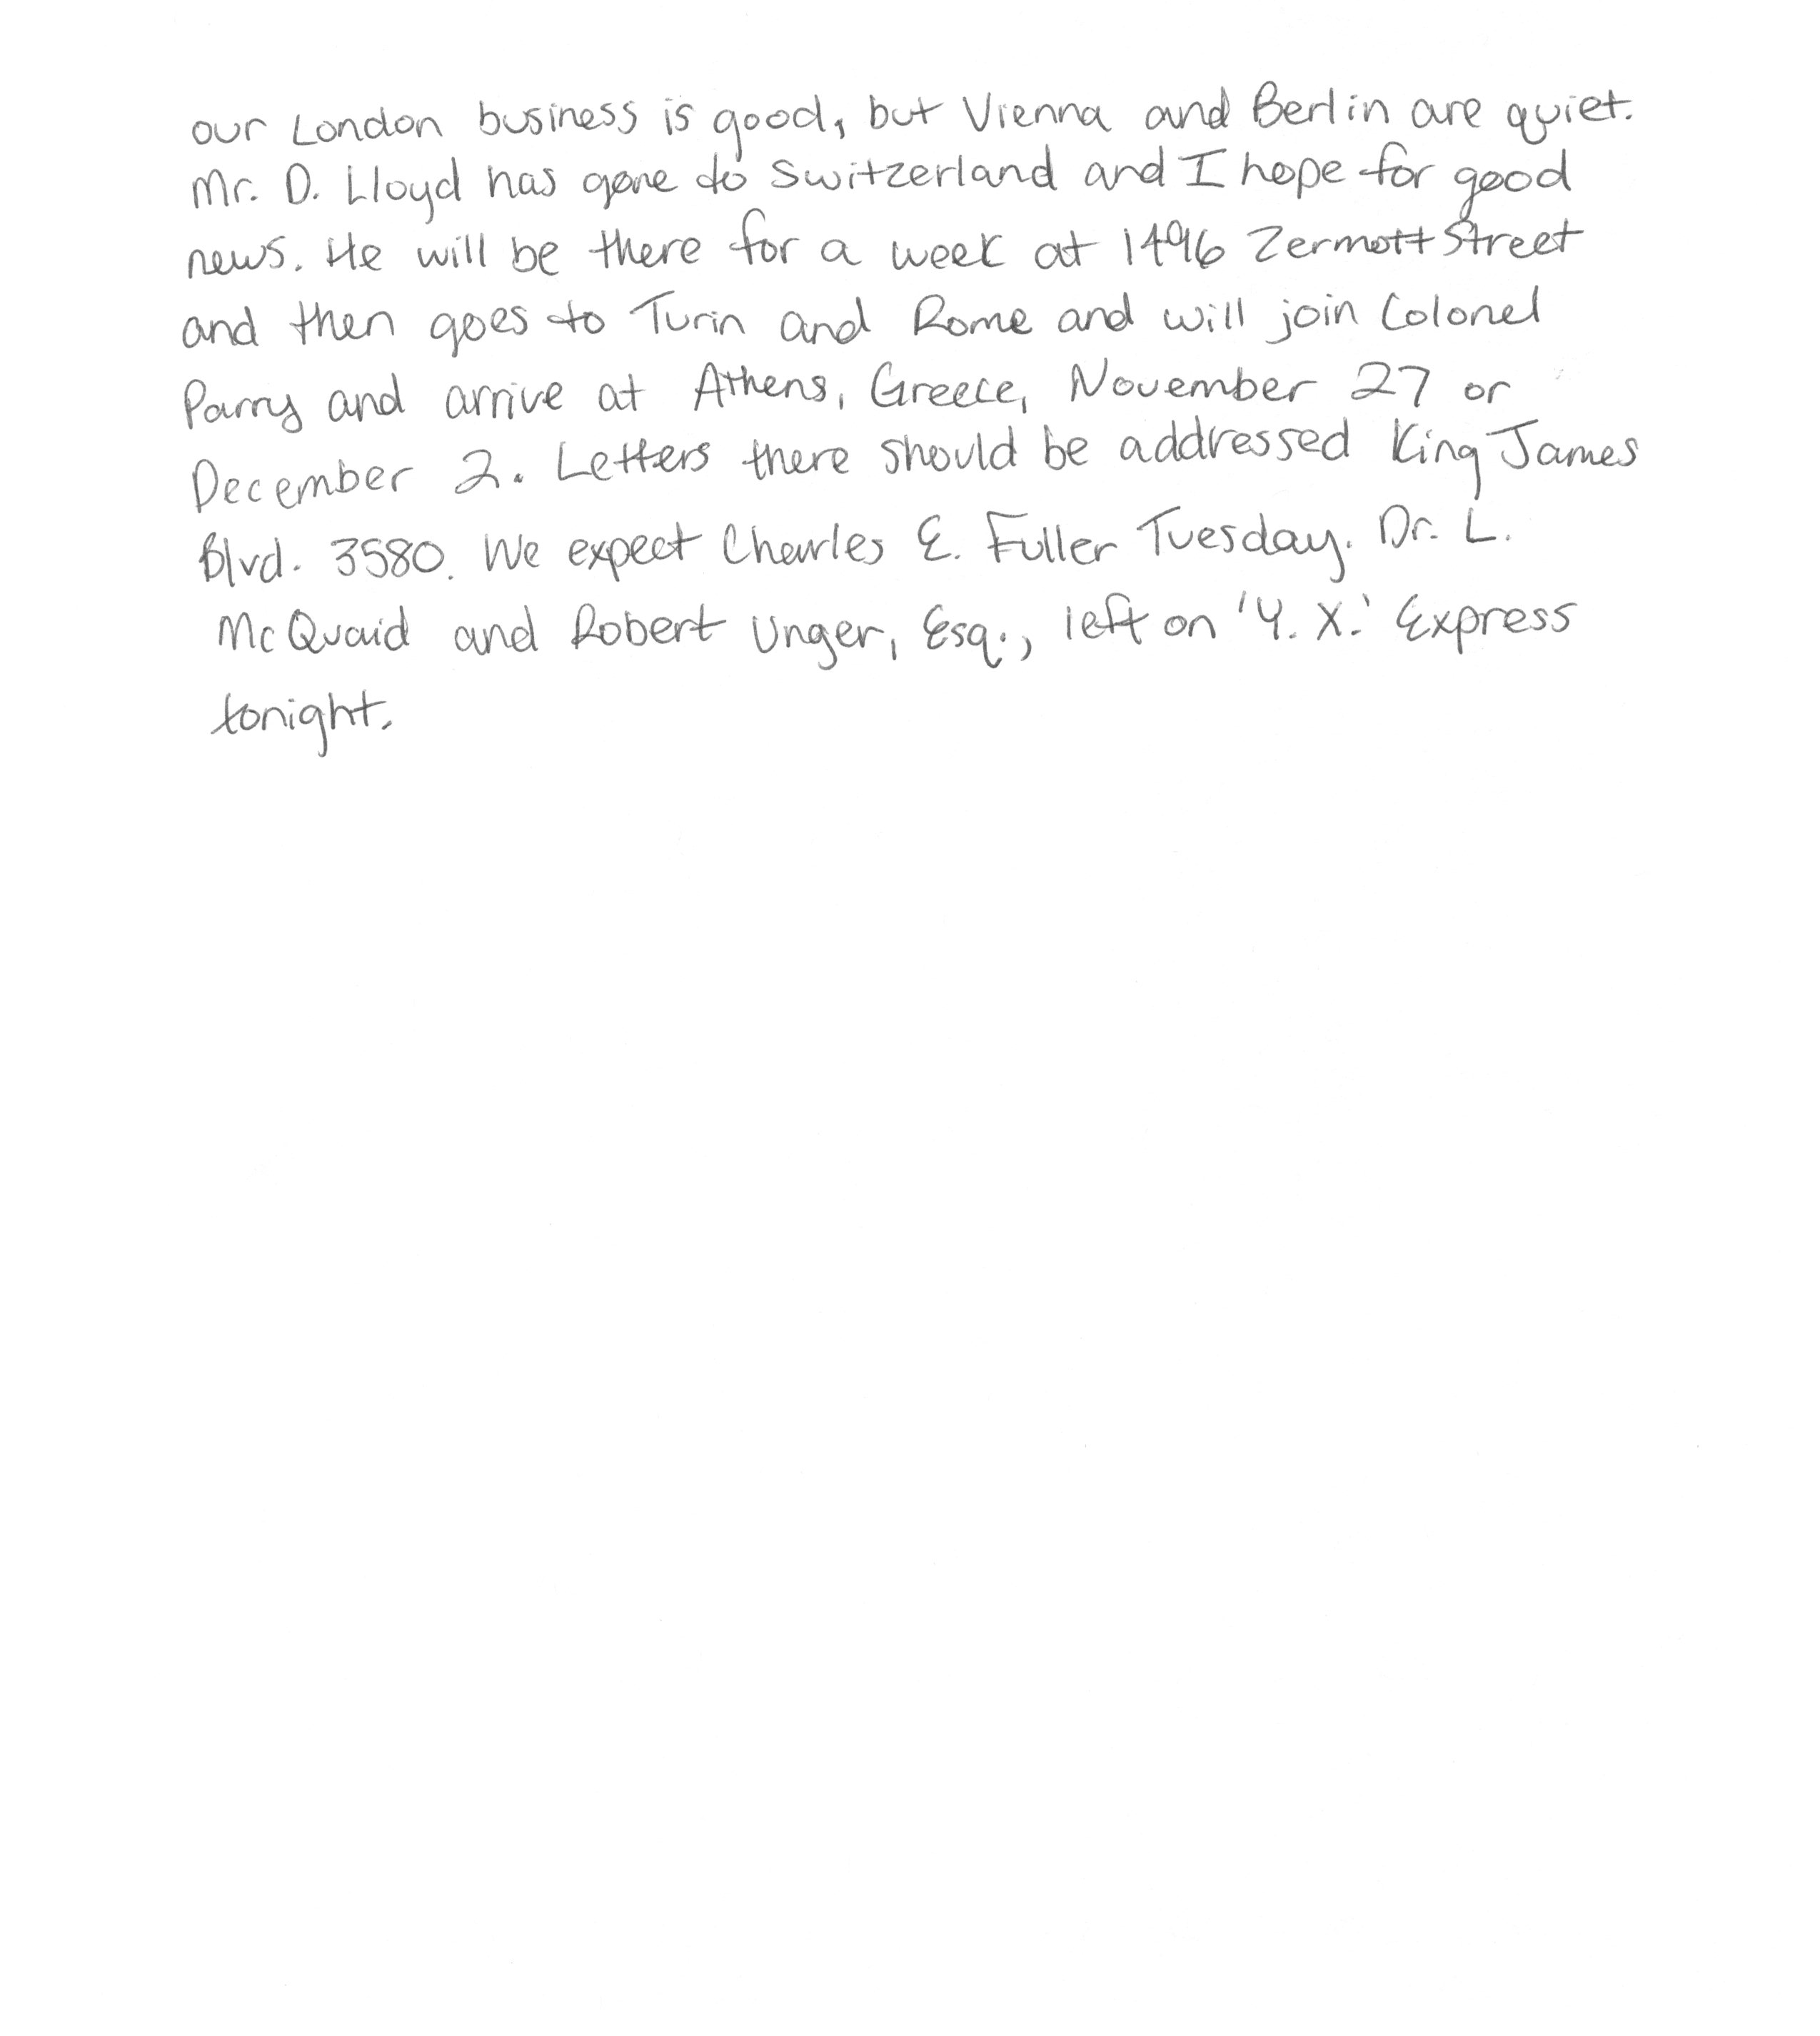 our London business is good, but Vienna and Berlin are quiet.
Mr. D. Lloyd has gone to Switzerland and I hope for good
news. He will be there for a week at 1496 Zermott Street
and then goes to Turin and Rome and will join Colonel
Parry and arrive at Athens, Greece, November 27 or
December 2. Letters there should be addressed King James
Blvd. 3580. We expect Charles E. Fuller Tuesday. Dr. L.
McQuaid and Robert Unger, Esq., left on 'Y. X.' Express
tonight.